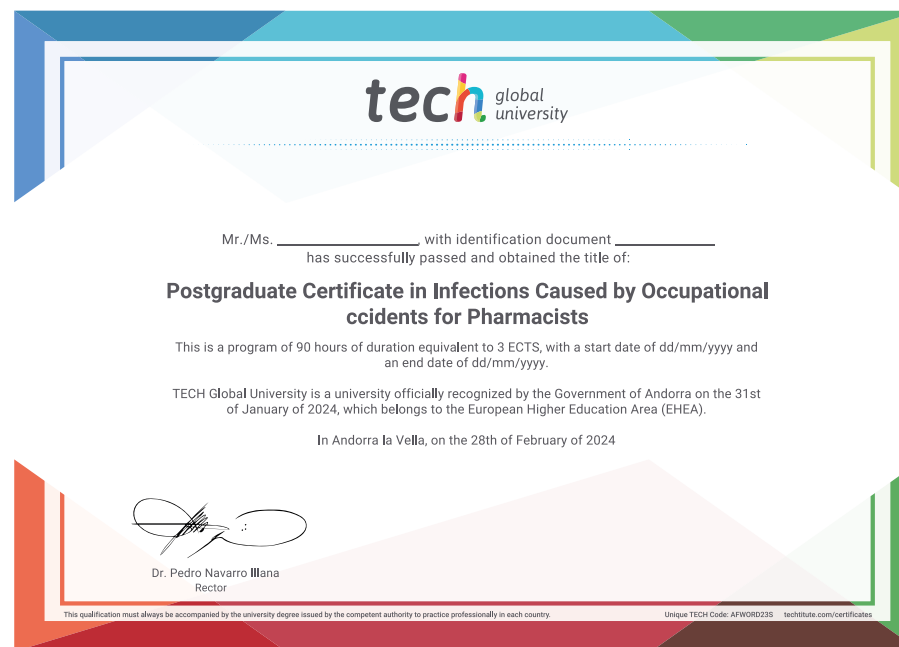 tech global
university
Mr./Ms. ____________________, with identification document ______________
has successfully passed and obtained the title of:
Postgraduate Certificate in Infections Caused by Occupational
ccidents for Pharmacists
This is a program of 90 hours of duration equivalent to 3 ECTS, with a start date of dd/mm/yyyy and
an end date of dd/mm/yyyy.
TECH Global University is a university officially recognized by the Government of Andorra on the 31st
of January of 2024, which belongs to the European Higher Education Area (EHEA).
In Andorra la Vella, on the 28th of February of 2024
Dr. Pedro Navarro Illana
Rector
This qualification must always be accompanied by the university degree issued by the competent authority to practice professionally in each country. Unique TECH Code: AFWORD23S techtitute.com/certificates